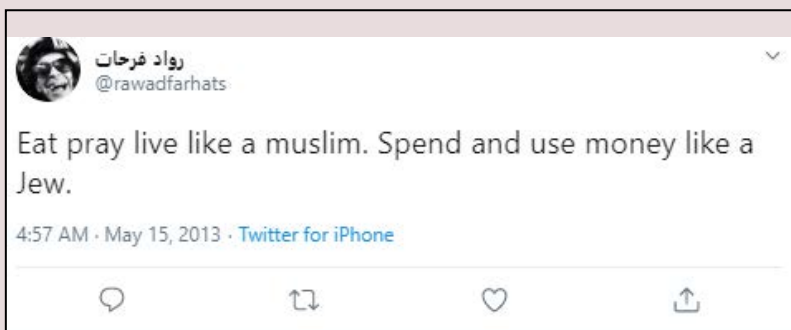 رواد فرحات
@rawadfarhats
Eat pray live like a muslim. Spend and use money like a
Jew.
4:57 AM · May 15, 2013 · Twitter for iPhone